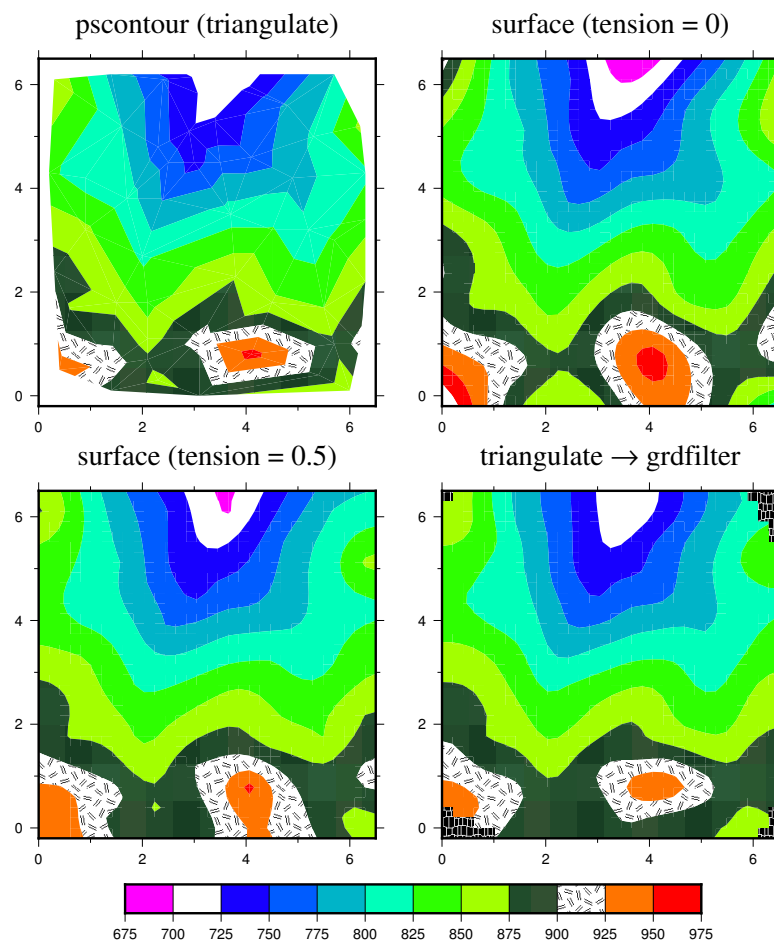 pscontour (triangulate)
surface (tension = 0)
6
4
2
0
0 2 4 6
6
4
2
0
0 2 4 6
surface (tension = 0.5)
triangulate → grdfilter
6
4
2
0
0 2 4 6
6
4
2
0
0 2 4 6
675 700 725 750 775 800 825 850 875 900 925 950 975